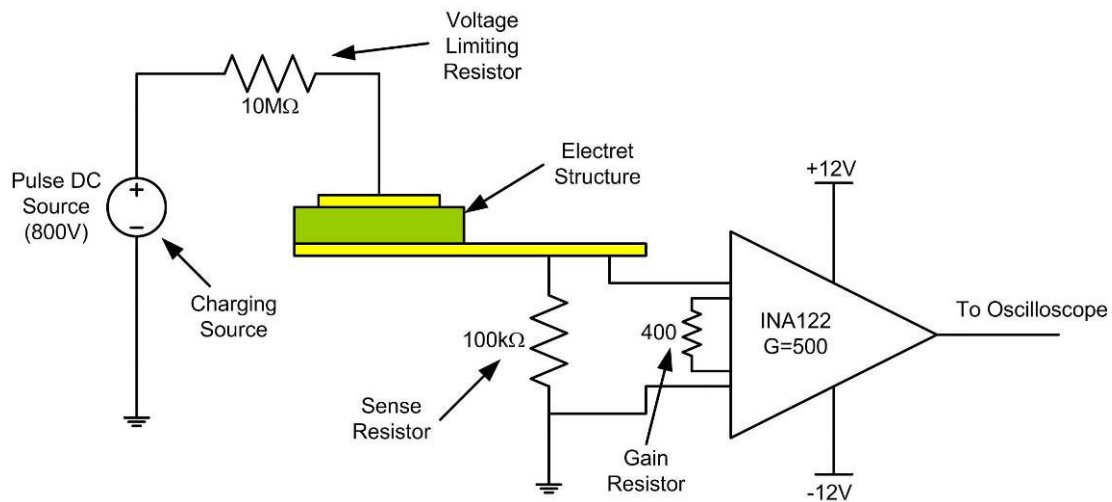 Voltage
Limiting
Resistor
10MΩ
Electret
Structure
Pulse DC
Source
(800V)
+
−
Charging
Source
+12V
INA122
G=500
To Oscilloscope
400
100kΩ
Sense
Resistor
Gain
Resistor
-12V